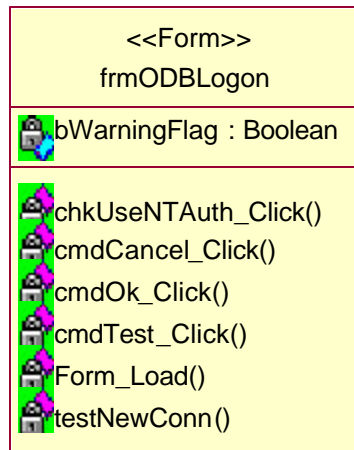 <<Form>>
frmODBLogon
bWarningFlag : Boolean
chkUseNTAuth_Click()
cmdCancel_Click()
cmdOk_Click()
cmdTest_Click()
Form_Load()
testNewConn()